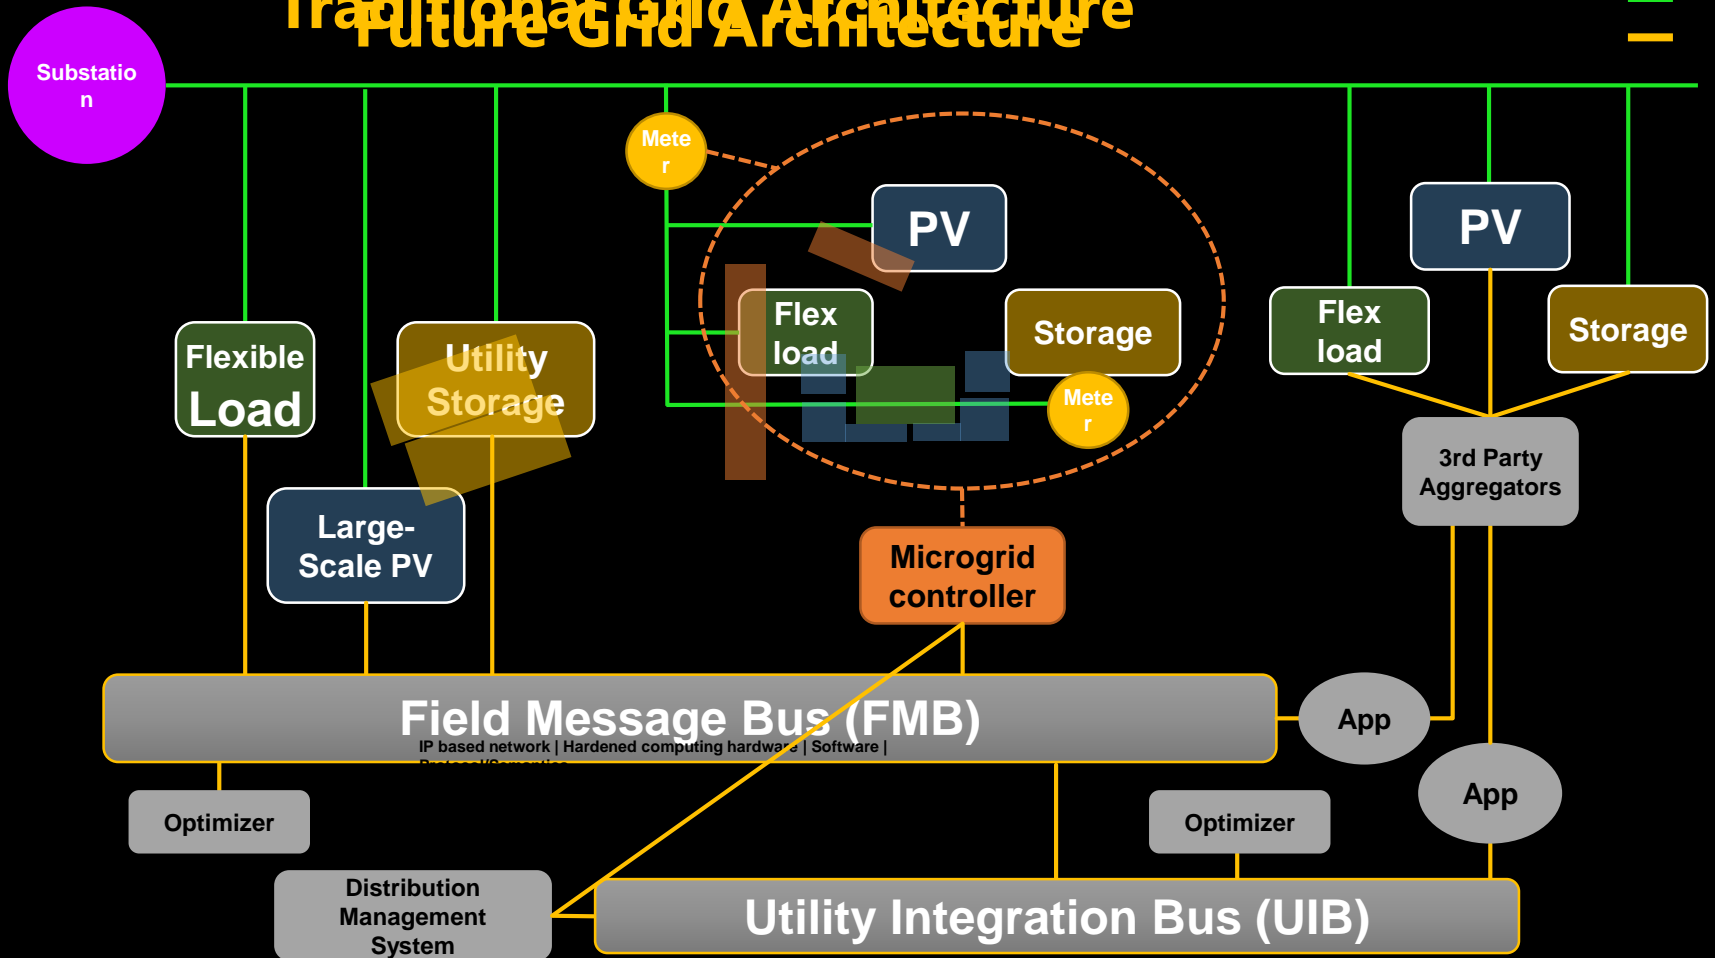 Traditional Grid Architecture
Future Grid Architecture
Substatio
n
Mete
r
PV
PV
Flex
load
Storage
Flex
load
Storage
Flexible
Load
Utility
Storage
Mete
r
3rd Party
Aggregators
Large-
Scale PV
Microgrid
controller
Field Message Bus (FMB)
IP based network | Hardened computing hardware | Software |
Protocol/Semantics
App
App
Optimizer
Optimizer
Distribution
Management
System
Utility Integration Bus (UIB)